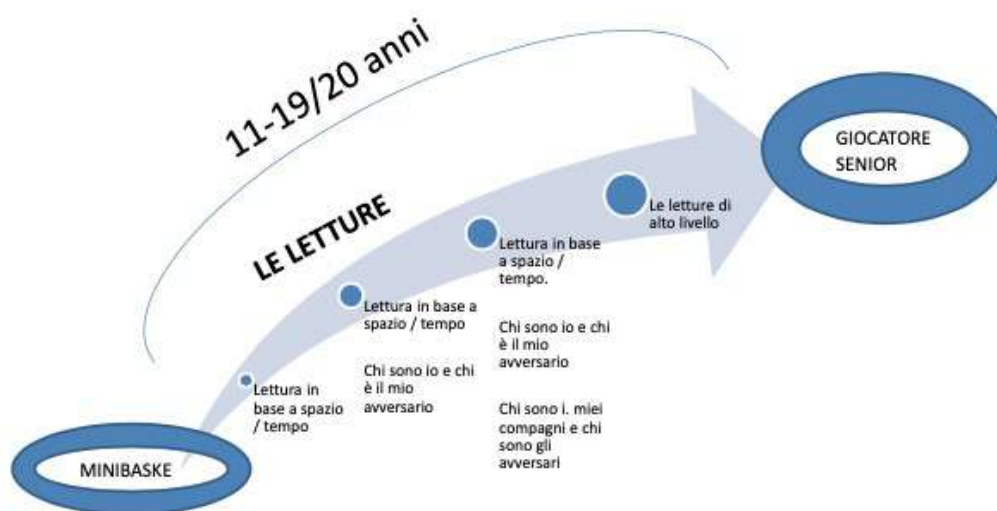 11-19/20 anni
GIOCATORE
SENIOR
LE LETTURE
Le letture di
alto livello
Lettura in base
a spazio /
tempo.
Chi sono io e chi
è il mio
avversario
Chi sono i. miei
compagni e chi
sono gli
avversari
Lettura in base a
spazio / tempo
Chi sono io e chi
è il mio
avversario
Lettura in
base a spazio
/ tempo
MINIBASKE